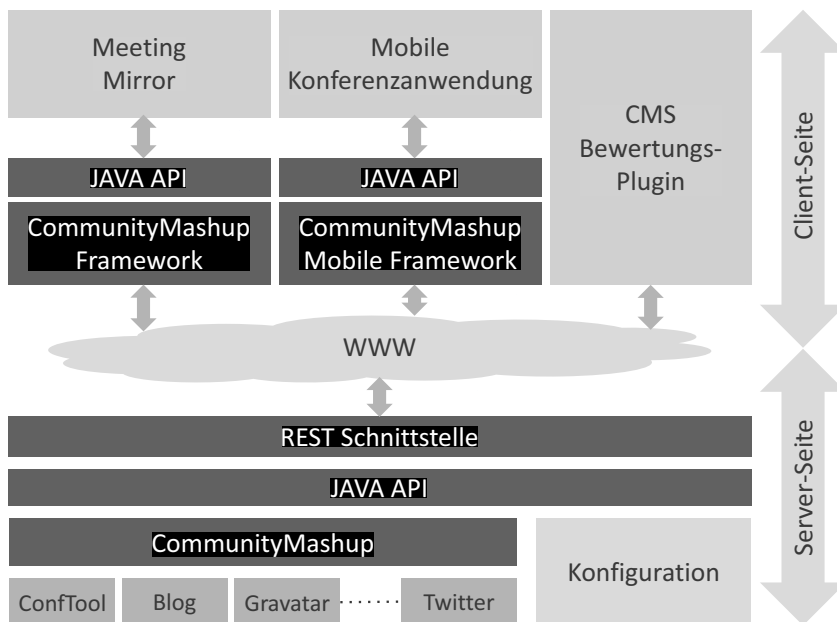 Meeting
Mirror
Mobile
Konferenzanwendung
CMS
Bewertungs-
Plugin
Client-Seite
JAVA API
JAVA API
CommunityMashup
Framework
CommunityMashup
Mobile Framework
WWW
REST Schnittstelle
JAVA API
Server-Seite
CommunityMashup
Konfiguration
ConfTool
Blog
Gravatar
Twitter